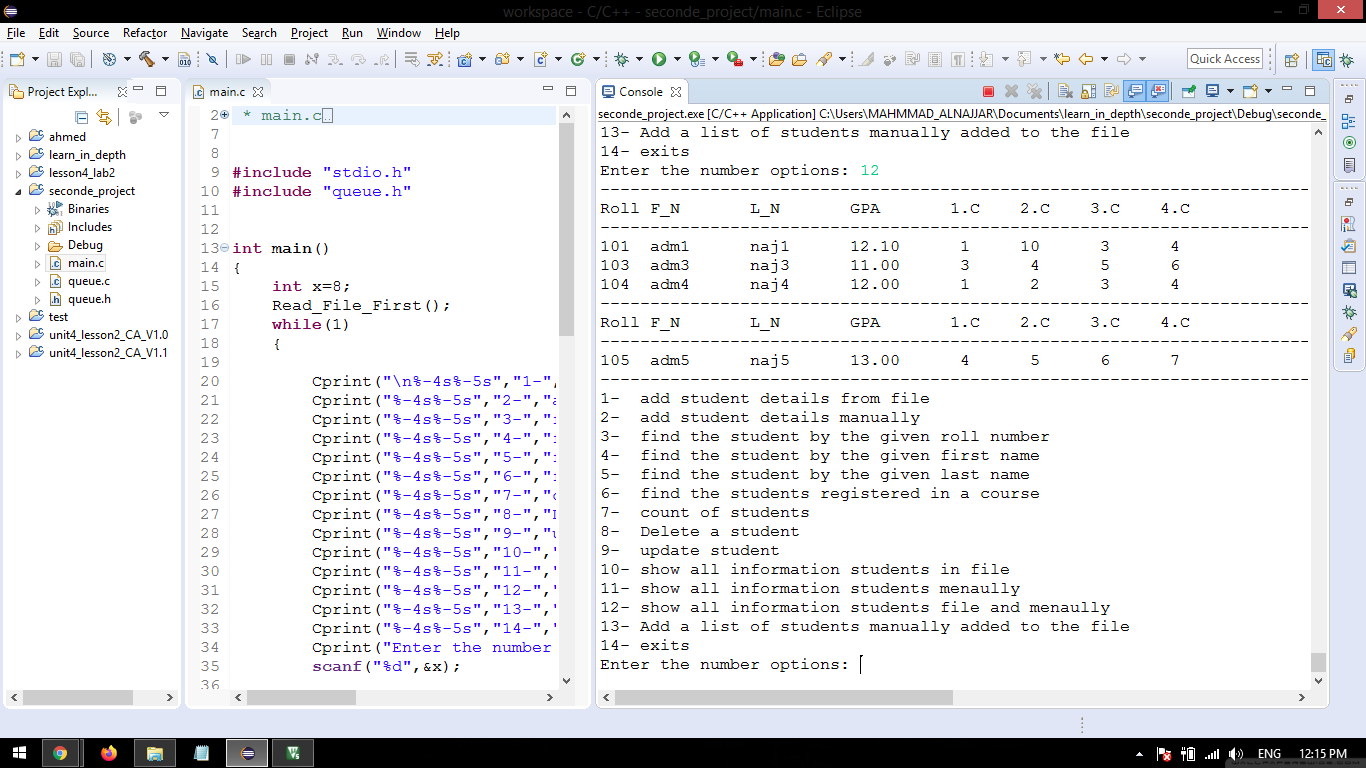 workspace - C/C++ - seconde_project/main.c - Eclipse
File Edit Source Refactor Navigate Search Project Run Window Help
Quick Access
Project Expl...
ahmed
learn_in_depth
lesson4_lab2
seconde_project
Binaries
Includes
Debug
main.c
queue.c
queue.h
test
unit4_lesson2_CA_V1.0
unit4_lesson2_CA_V1.1
main.c
2 * main.c
7
8
9 #include "stdio.h"
10 #include "queue.h"
11
12
13 int main()
14 {
15 int x=8;
16 Read_File_First();
17 while(1)
18 {
19
20 Cprint("\n%-4s%-5s","1-",
21 Cprint("%-4s%-5s","2-","a
22 Cprint("%-4s%-5s","3-","
23 Cprint("%-4s%-5s","4-","
24 Cprint("%-4s%-5s","5-","
25 Cprint("%-4s%-5s","6-","
26 Cprint("%-4s%-5s","7-","c
27 Cprint("%-4s%-5s","8-","
28 Cprint("%-4s%-5s","9-","u
29 Cprint("%-4s%-5s","10-","
30 Cprint("%-4s%-5s","11-","
31 Cprint("%-4s%-5s","12-","
32 Cprint("%-4s%-5s","13-","
33 Cprint("%-4s%-5s","14-","
34 Cprint("Enter the number
35 scanf("%d",&x);
36
Console
seconde_project.exe [C/C++ Application] C:\Users\MAHMMAD_ALNAJJAR\Documents\learn_in_depth\seconde_project\Debug\seconde_
13- Add a list of students manually added to the file
14- exits
Enter the number options: 12
-----------------------------------------------------------------------
Roll F_N L_N GPA 1.C 2.C 3.C 4.C
-----------------------------------------------------------------------
101 adm1 naj1 12.10 1 10 3 4
103 adm3 naj3 11.00 3 4 5 6
104 adm4 naj4 12.00 1 2 3 4
-----------------------------------------------------------------------
Roll F_N L_N GPA 1.C 2.C 3.C 4.C
-----------------------------------------------------------------------
105 adm5 naj5 13.00 4 5 6 7
-----------------------------------------------------------------------
1- add student details from file
2- add student details manually
3- find the student by the given roll number
4- find the student by the given first name
5- find the student by the given last name
6- find the students registered in a course
7- count of students
8- Delete a student
9- update student
10- show all information students in file
11- show all information students menaully
12- show all information students file and menaully
13- Add a list of students manually added to the file
14- exits
Enter the number options:
ENG 12:15 PM